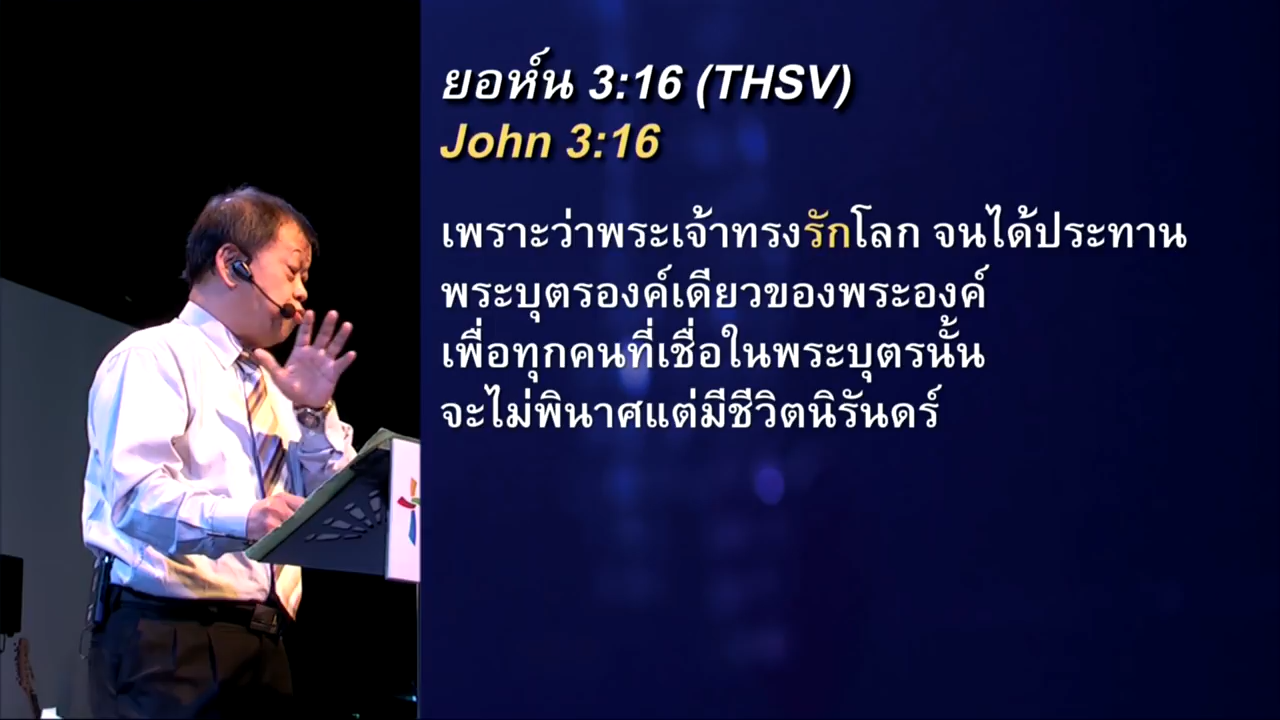 ยอห์น 3:16 (THSV)
John 3:16
เพราะว่าพระเจ้าทรงรักโลก จนได้ประทาน
พระบุตรองค์เดียวของพระองค์
เพื่อทุกคนที่เชื่อในพระบุตรนั้น
จะไม่พินาศแต่มีชีวิตนิรันดร์